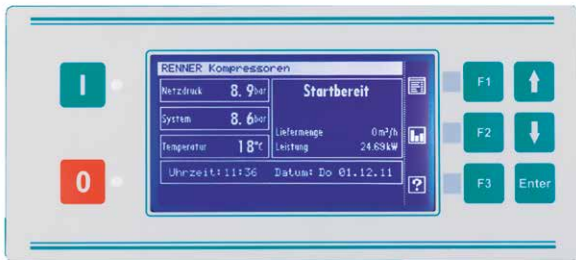 RENNER Kompressoren
Netzdruck 8.9bar
Startbereit
System 8.6bar
Liefermenge 0m³/h
Temperatur 18°C
Leistung 24.69kW
Uhrzeit:11:36 Datum: Do 01.12.11
?
I
0
F1
F2
F3
Enter